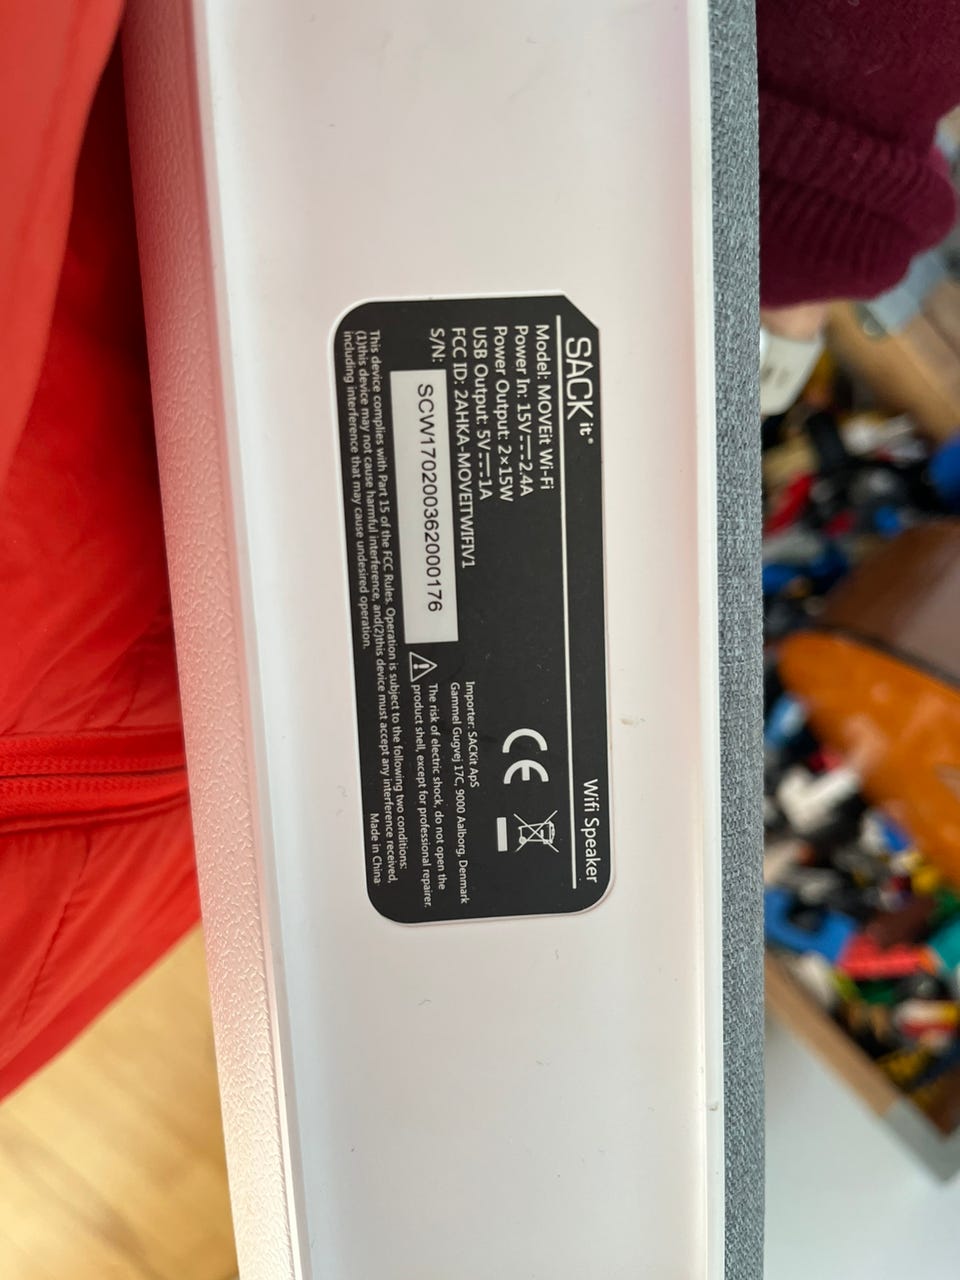 SACKit®
Wifi Speaker
Model: MOVEit Wi-Fi
Power In: 15V⎓2.4A
Power Output: 2×15W
USB Output: 5V⎓1A
FCC ID: 2AHKA-MOVEITWIFIV1
S/N: SCW170200362000176
CE
Importer: SACKit ApS
Gammel Gugvej 17C, 9000 Aalborg, Denmark
The risk of electric shock, do not open the
product shell, except for professional repairer.
This device complies with Part 15 of the FCC Rules. Operation is subject to the following two conditions:
(1)this device may not cause harmful interference, and(2)this device must accept any interference received,
including interference that may cause undesired operation.
Made in China